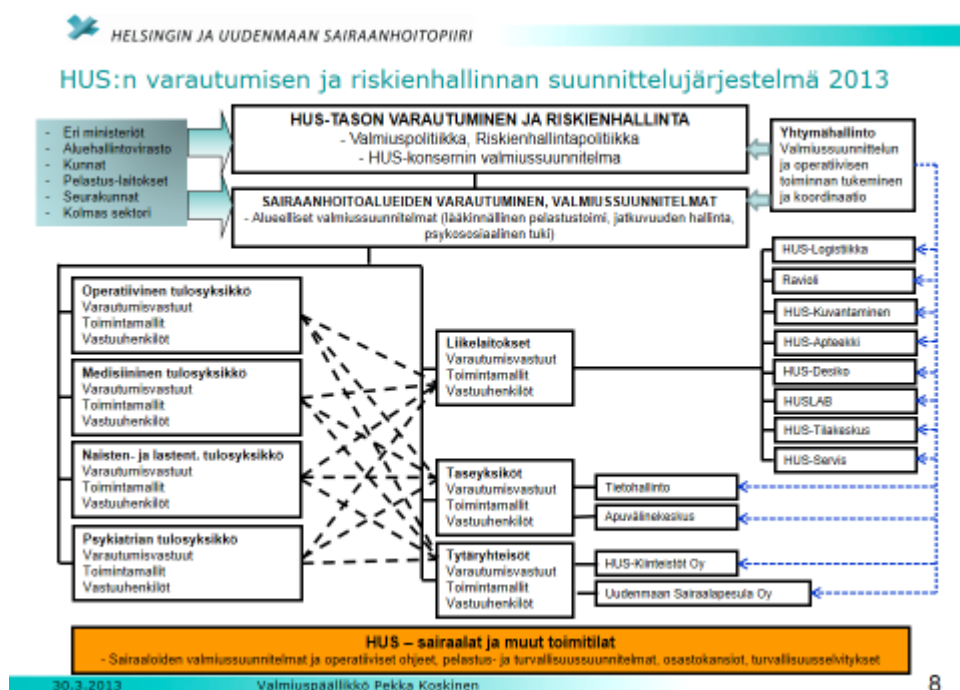 HELSINGIN JA UUDENMAAN SAIRAANHOITOPIIRI
HUS:n varautumisen ja riskienhallinnan suunnittelujärjestelmä 2013
- Eri ministeriöt
- Aluehallintovirasto
- Kunnat
- Pelastus-laitokset
- Seurakunnat
- Kolmas sektori
HUS-TASON VARAUTUMINEN JA RISKIENHALLINTA
- Valmiuspolitiikka, Riskienhallintapolitiikka
- HUS-konsernin valmiussuunnitelma
Yhtymähallinto
Valmiussuunnittelun
ja operatiivisen
toiminnan tukeminen
ja koordinaatio
SAIRAANHOITOALUEIDEN VARAUTUMINEN, VALMIUSSUUNNITELMAT
- Alueelliset valmiussuunnitelmat (lääkinnällinen pelastustoimi, jatkuvuuden hallinta,
psykososiaalinen tuki)
Operatiivinen tulosyksikkö
Varautumisvastuut
Toimintamallit
Vastuuhenkilöt
Medisiininen tulosyksikkö
Varautumisvastuut
Toimintamallit
Vastuuhenkilöt
Naisten- ja lastent. tulosyksikkö
Varautumisvastuut
Toimintamallit
Vastuuhenkilöt
Psykiatrian tulosyksikkö
Varautumisvastuut
Toimintamallit
Vastuuhenkilöt
Liikelaitokset
Varautumisvastuut
Toimintamallit
Vastuuhenkilöt
Taseyksiköt
Varautumisvastuut
Toimintamallit
Vastuuhenkilöt
Tytäryhteisöt
Varautumisvastuut
Toimintamallit
Vastuuhenkilöt
HUS-Logistiikka
Ravioli
HUS-Kuvantaminen
HUS-Apteekki
HUS-Desiko
HUSLAB
HUS-Tilakeskus
HUS-Servis
Tietohallinto
Apuvälinekeskus
HUS-Kiinteistöt Oy
Uudenmaan Sairaalapesula Oy
HUS – sairaalat ja muut toimitilat
- Sairaaloiden valmiussuunnitelmat ja operatiiviset ohjeet, pelastus- ja turvallisuussuunnitelmat, osastokansiot, turvallisuusselvitykset
30.3.2013
Valmiuspäällikkö Pekka Koskinen
8